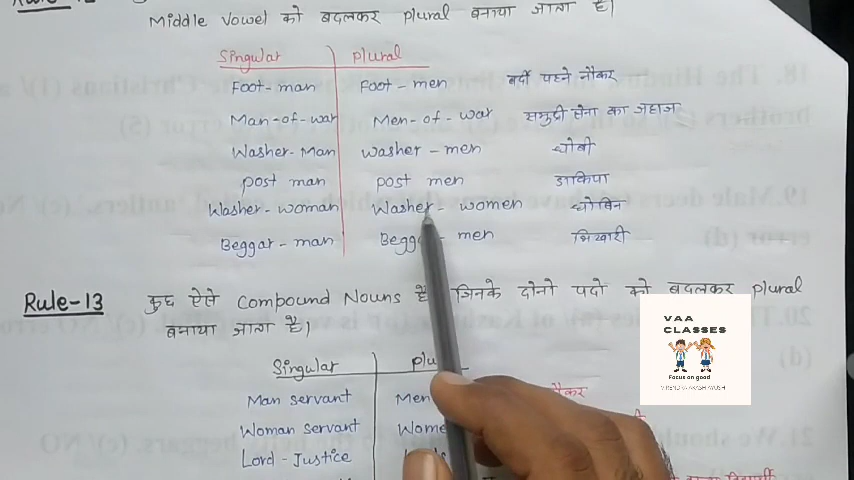 Middle Vowel को बदलकर plural बनाया जाता है।
Singular Plural
Foot-man Foot-men वर्दी पहने नौकर
Man-of-war Men-of-war समुद्री सेना का जहाज
Washer-Man Washer-men धोबी
post man post men डाकिया
Washer-woman Washer-women धोबिन
Beggar-man Begg men भिखारी
Rule-13 कुछ ऐसे Compound Nouns है जिनके दोनो पदो को बदलकर plural
बनाया जाता है।
Singular plu
Man servant Men नौकर
Woman servant Wome
Lord-Justice
VAA
CLASSES
Focus on good